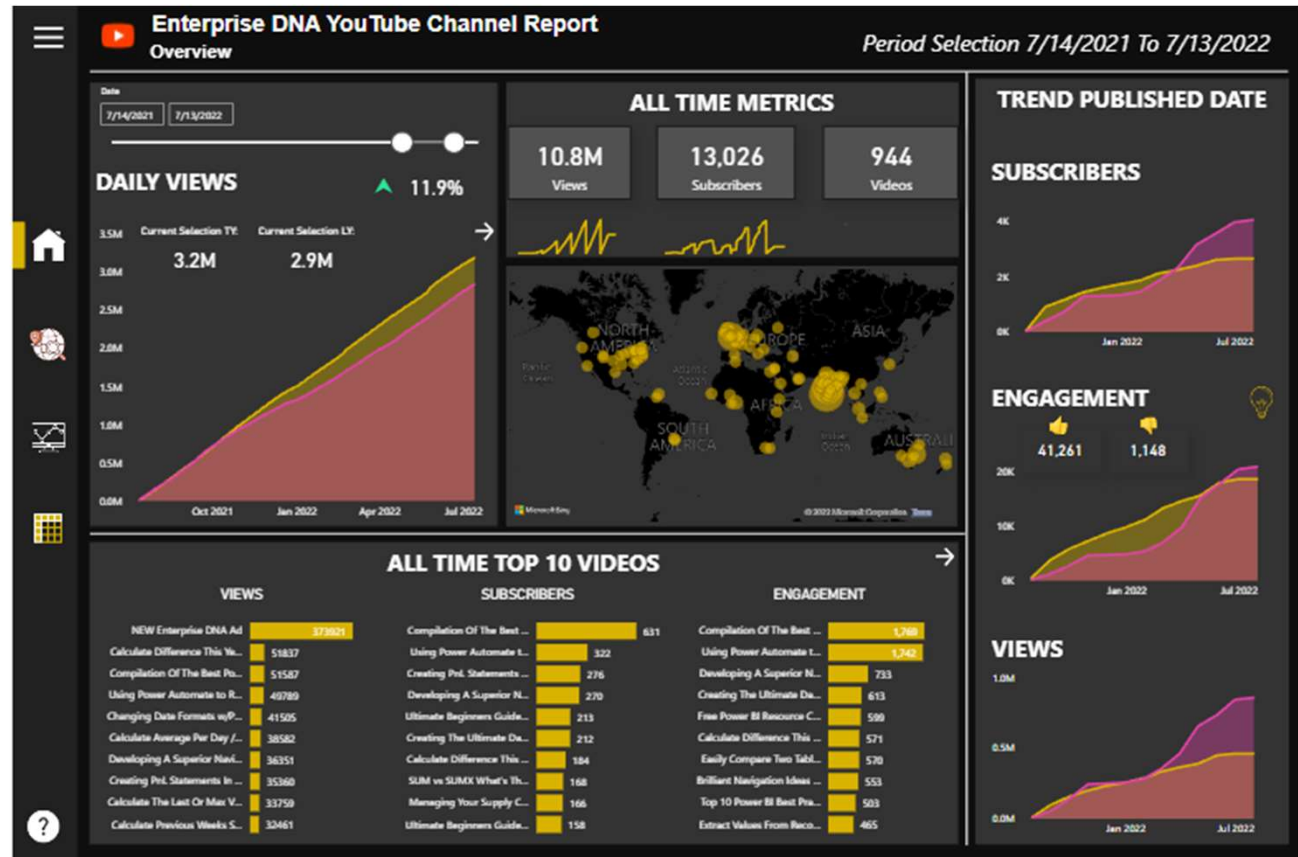 Enterprise DNA YouTube Channel Report
Overview
Period Selection 7/14/2021 To 7/13/2022
Date
7/14/2021 7/13/2022
DAILY VIEWS
11.9%
Current Selection TY: Current Selection LY:
3.2M 2.9M
3.5M
3.0M
2.5M
2.0M
1.5M
1.0M
0.5M
0.0M
Oct 2021 Jan 2022 Apr 2022 Jul 2022
ALL TIME METRICS
10.8M 13,026 944
Views Subscribers Videos
NORTH
AMERICA
EUROPE
ASIA
Pacific
Ocean
Atlantic
Ocean
AFRICA
SOUTH
AMERICA
Indian
Ocean
AUSTRALI
Microsoft Bing
© 2022 Microsoft Corporation Terms
TREND PUBLISHED DATE
SUBSCRIBERS
4K
2K
0K
Jan 2022 Jul 2022
ENGAGEMENT
41,261 1,148
20K
10K
0K
Jan 2022 Jul 2022
VIEWS
1.0M
0.5M
0.0M
Jan 2022 Jul 2022
ALL TIME TOP 10 VIDEOS
VIEWS
NEW Enterprise DNA Ad 373921
Calculate Difference This Ye... 51837
Compilation Of The Best Po... 51587
Using Power Automate to R... 49789
Changing Date Formats w/P... 41505
Calculate Average Per Day /... 38582
Developing A Superior Navi... 36351
Creating PnL Statements In ... 35360
Calculate The Last Or Max V... 33759
Calculate Previous Weeks S... 32461
SUBSCRIBERS
Compilation Of The Best ... 631
Using Power Automate t... 322
Creating PnL Statements ... 276
Developing A Superior N... 270
Ultimate Beginners Guide... 213
Creating The Ultimate Da... 212
Calculate Difference This ... 184
SUM vs SUMX What's Th... 168
Managing Your Supply C... 166
Ultimate Beginners Guide... 158
ENGAGEMENT
Compilation Of The Best ... 1,760
Using Power Automate t... 1,742
Developing A Superior N... 733
Creating The Ultimate Da... 613
Free Power BI Resource C... 599
Calculate Difference This ... 571
Easily Compare Two Tabl... 570
Brilliant Navigation Ideas ... 553
Top 10 Power BI Best Pra... 503
Extract Values From Reco... 465
?